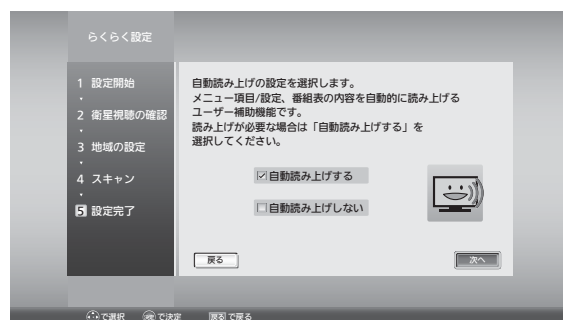 らくらく設定
1 設定開始
2 衛星視聴の確認
3 地域の設定
4 スキャン
5 設定完了
自動読み上げの設定を選択します。
メニュー項目/設定、番組表の内容を自動的に読み上げる
ユーザー補助機能です。
読み上げが必要な場合は「自動読み上げする」を
選択してください。
☑自動読み上げする
□自動読み上げしない
戻る
次へ
で選択 で決定 戻る で戻る